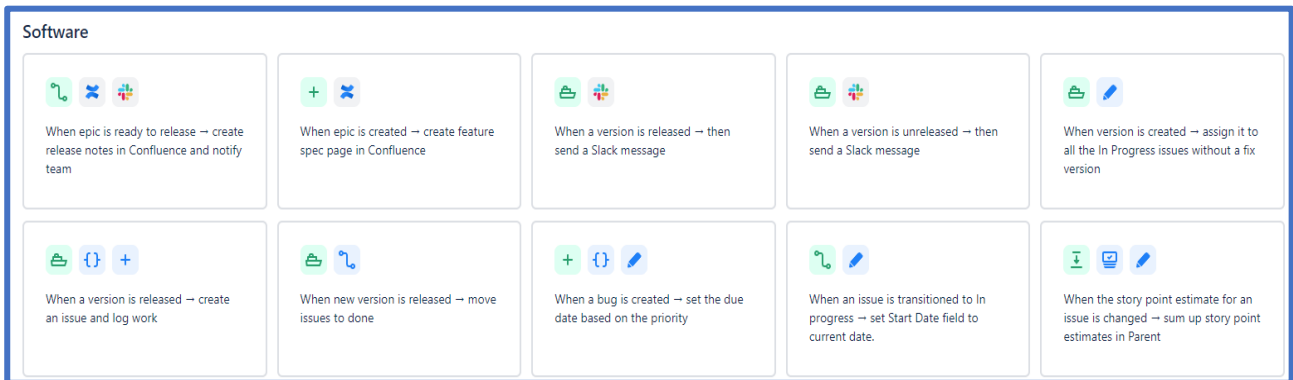 Software
When epic is ready to release → create
release notes in Confluence and notify
team
When epic is created → create feature
spec page in Confluence
When a version is released → then
send a Slack message
When a version is unreleased → then
send a Slack message
When version is created → assign it to
all the In Progress issues without a fix
version
When a version is released → create
an issue and log work
When new version is released → move
issues to done
When a bug is created → set the due
date based on the priority
When an issue is transitioned to In
progress → set Start Date field to
current date.
When the story point estimate for an
issue is changed → sum up story point
estimates in Parent